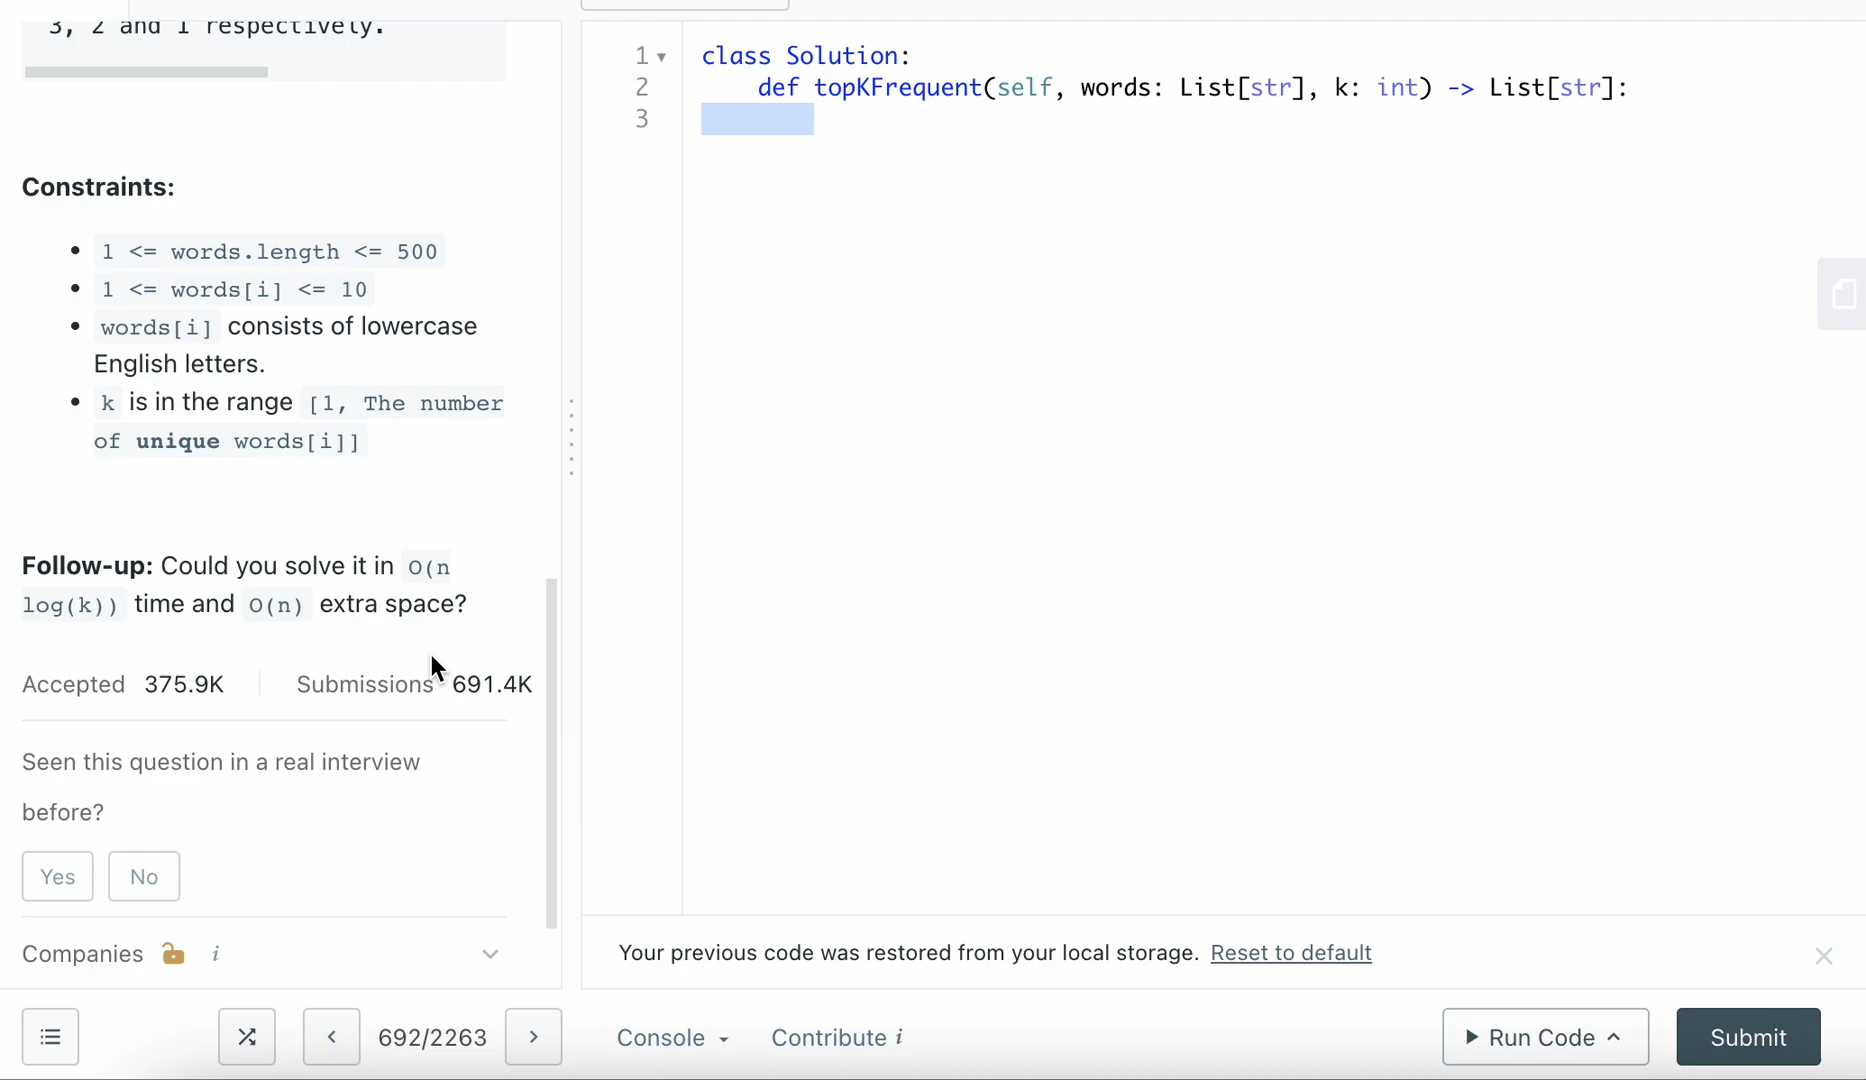 3, 2 and 1 respectively.
Constraints:
1 <= words.length <= 500
1 <= words[i] <= 10
words[i] consists of lowercase
English letters.
k is in the range [1, The number
of unique words[i]]
Follow-up: Could you solve it in O(n
log(k)) time and O(n) extra space?
Accepted 375.9K Submissions 691.4K
Seen this question in a real interview
before?
Yes No
Companies i
692/2263
1 class Solution:
2 def topKFrequent(self, words: List[str], k: int) -> List[str]:
3
Your previous code was restored from your local storage. Reset to default
Console Contribute i Run Code Submit